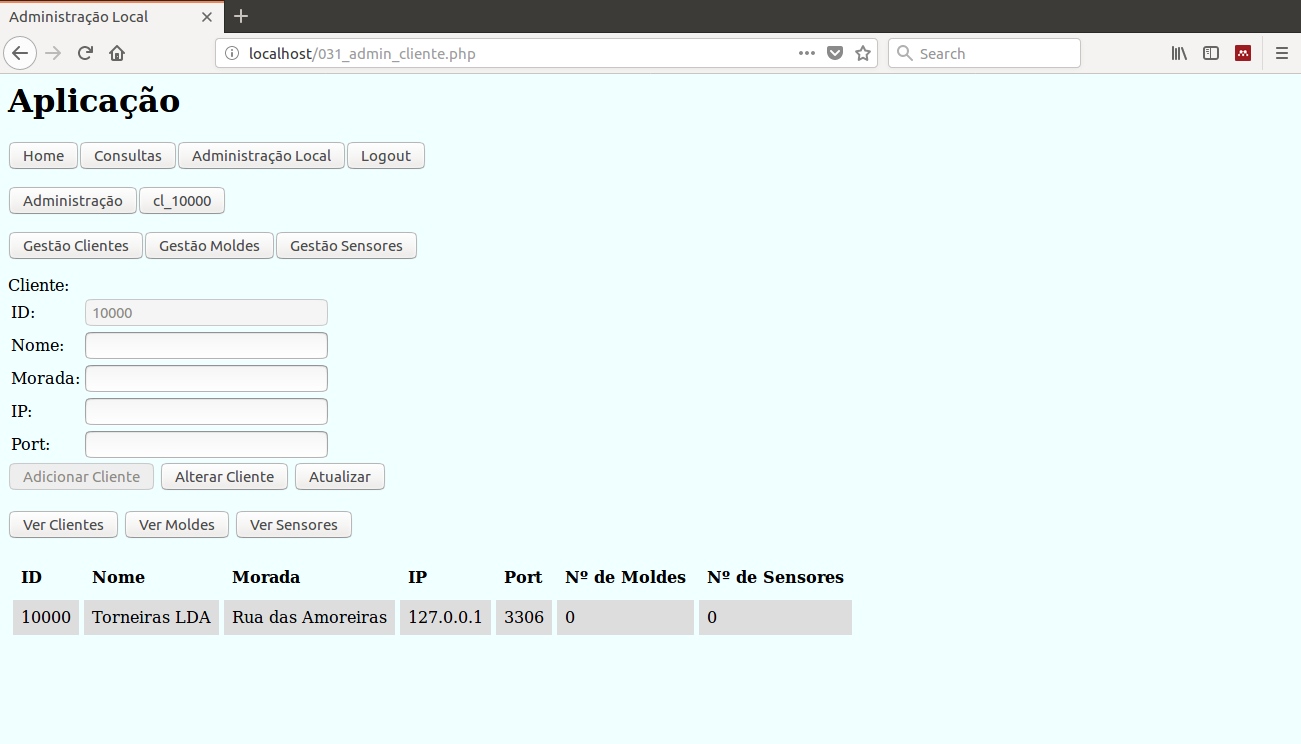 Administração Local
localhost/031_admin_cliente.php
Search
Aplicação
Home Consultas Administração Local Logout
Administração cl_10000
Gestão Clientes Gestão Moldes Gestão Sensores
Cliente:
ID: 10000
Nome:
Morada:
IP:
Port:
Adicionar Cliente Alterar Cliente Atualizar
Ver Clientes Ver Moldes Ver Sensores
ID Nome Morada IP Port Nº de Moldes Nº de Sensores
10000 Torneiras LDA Rua das Amoreiras 127.0.0.1 3306 0 0